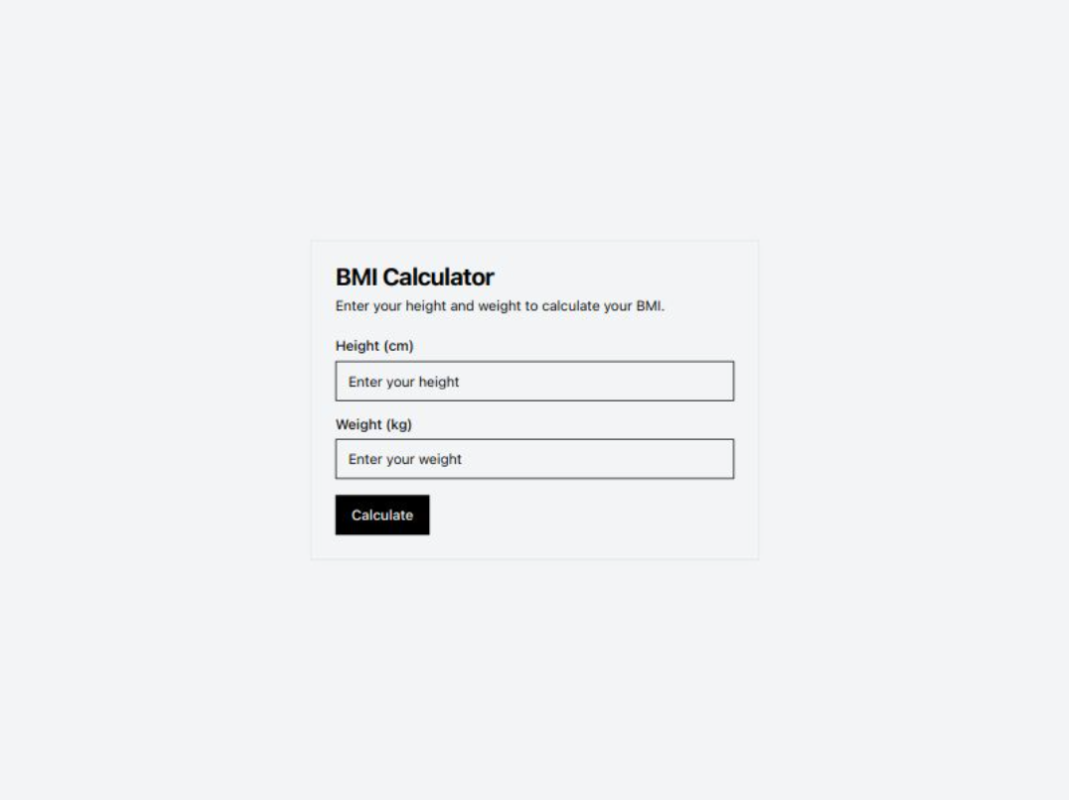 BMI Calculator
Enter your height and weight to calculate your BMI.
Height (cm)
Enter your height
Weight (kg)
Enter your weight
Calculate